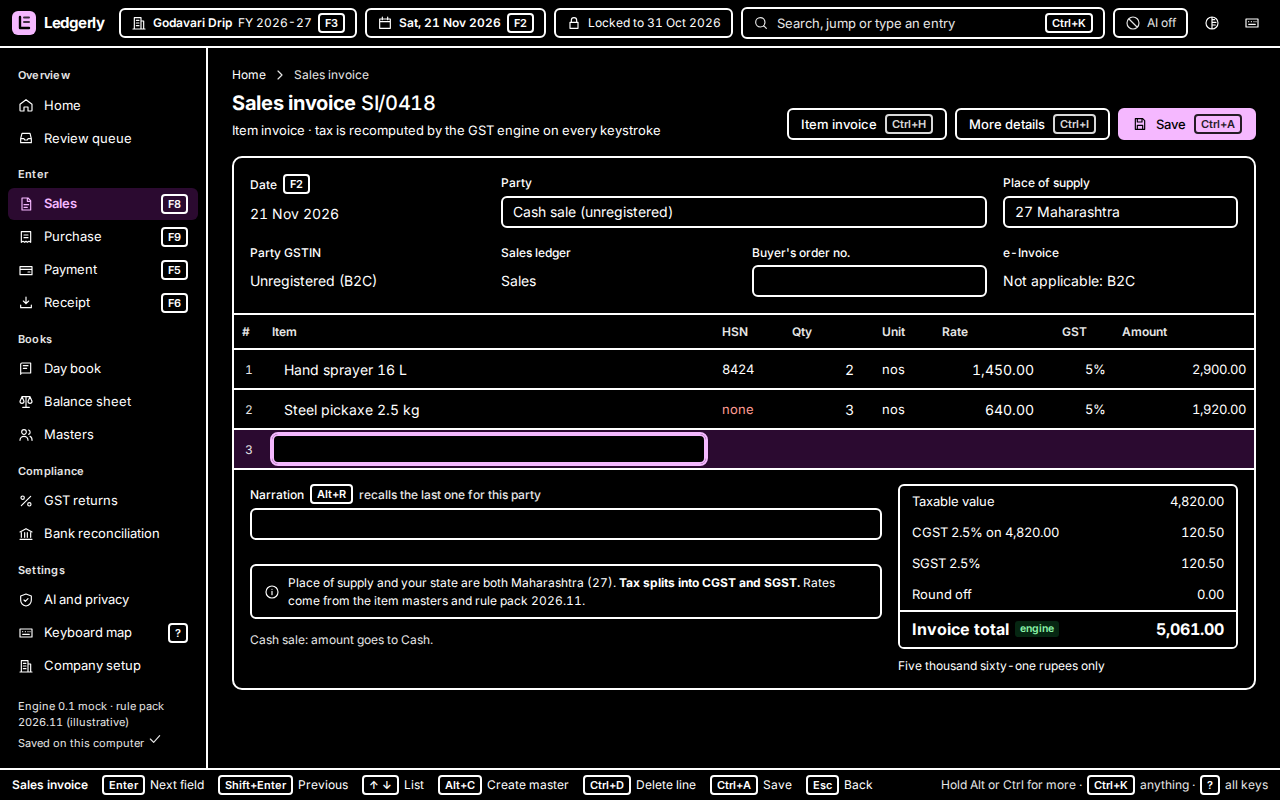 Ledgerly
Godavari Drip FY 2026-27 F3
Sat, 21 Nov 2026 F2
Locked to 31 Oct 2026
Search, jump or type an entry Ctrl+K
AI off
Overview
Home
Review queue
Enter
Sales F8
Purchase F9
Payment F5
Receipt F6
Books
Day book
Balance sheet
Masters
Compliance
GST returns
Bank reconciliation
Settings
AI and privacy
Keyboard map ?
Company setup
Engine 0.1 mock · rule pack
2026.11 (illustrative)
Saved on this computer
Home > Sales invoice
Sales invoice SI/0418
Item invoice · tax is recomputed by the GST engine on every keystroke
Item invoice Ctrl+H
More details Ctrl+I
Save Ctrl+A
Date F2 Party Place of supply
21 Nov 2026 Cash sale (unregistered) 27 Maharashtra
Party GSTIN Sales ledger Buyer's order no. e-Invoice
Unregistered (B2C) Sales Not applicable: B2C
# Item HSN Qty Unit Rate GST Amount
1 Hand sprayer 16 L 8424 2 nos 1,450.00 5% 2,900.00
2 Steel pickaxe 2.5 kg none 3 nos 640.00 5% 1,920.00
3
Narration Alt+R recalls the last one for this party
Place of supply and your state are both Maharashtra (27). Tax splits into CGST and SGST. Rates
come from the item masters and rule pack 2026.11.
Cash sale: amount goes to Cash.
Taxable value 4,820.00
CGST 2.5% on 4,820.00 120.50
SGST 2.5% 120.50
Round off 0.00
Invoice total engine 5,061.00
Five thousand sixty-one rupees only
Sales invoice Enter Next field Shift+Enter Previous ↑ ↓ List Alt+C Create master Ctrl+D Delete line Ctrl+A Save Esc Back Hold Alt or Ctrl for more · Ctrl+K anything · ? all keys